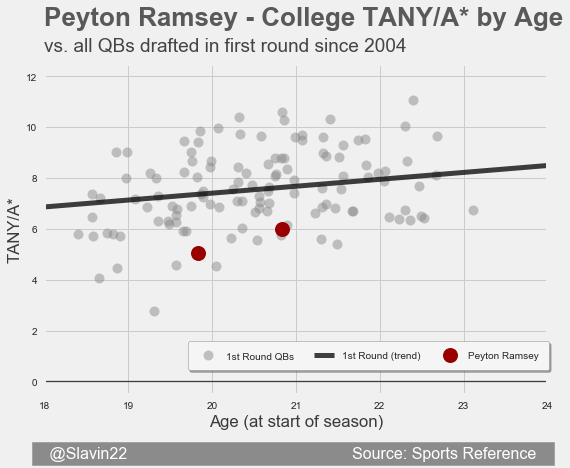 Peyton Ramsey - College TANY/A* by Age
vs. all QBs drafted in first round since 2004
12
10
8
6
4
2
0
TANY/A*
1st Round QBs
1st Round (trend)
Peyton Ramsey
18 19 20 21 22 23 24
Age (at start of season)
@Slavin22 Source: Sports Reference